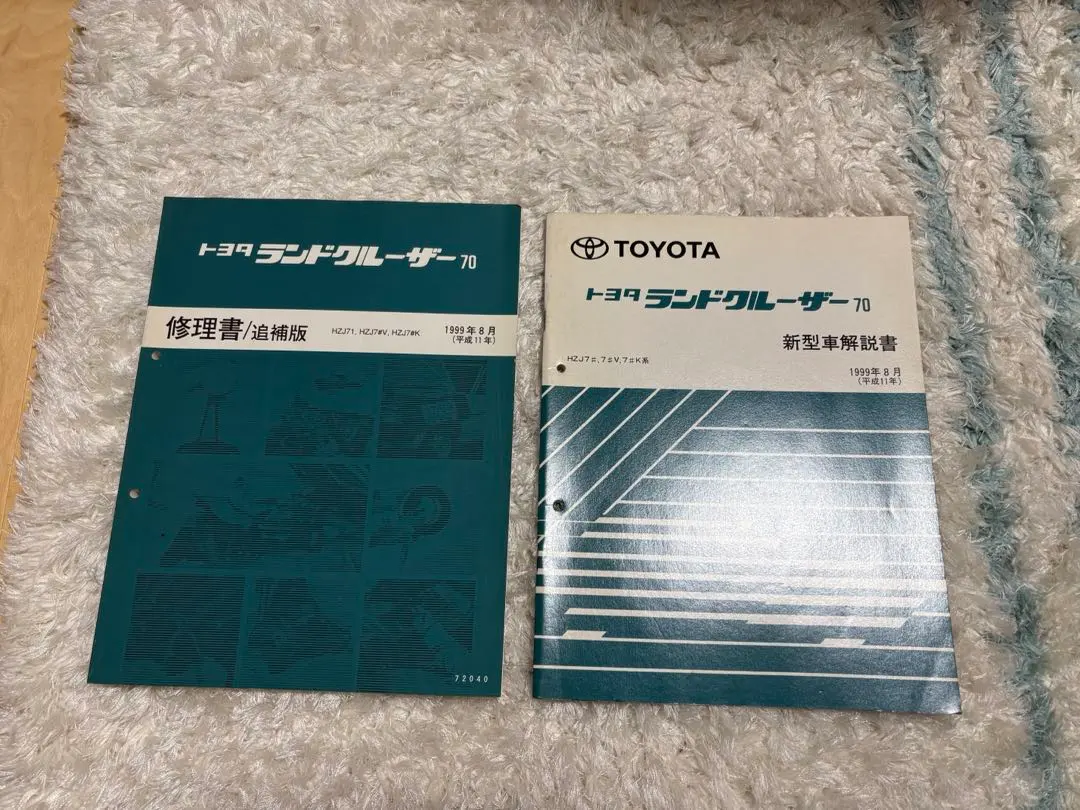 トヨタ ランドクルーザー 70
修理書/追補版
HZJ71, HZJ7#V, HZJ7#K
1999年8月
(平成11年)
72040
TOYOTA
トヨタ ランドクルーザー 70
新型車解説書
HZJ7#, 7#V, 7#K系
1999年8月
(平成11年)